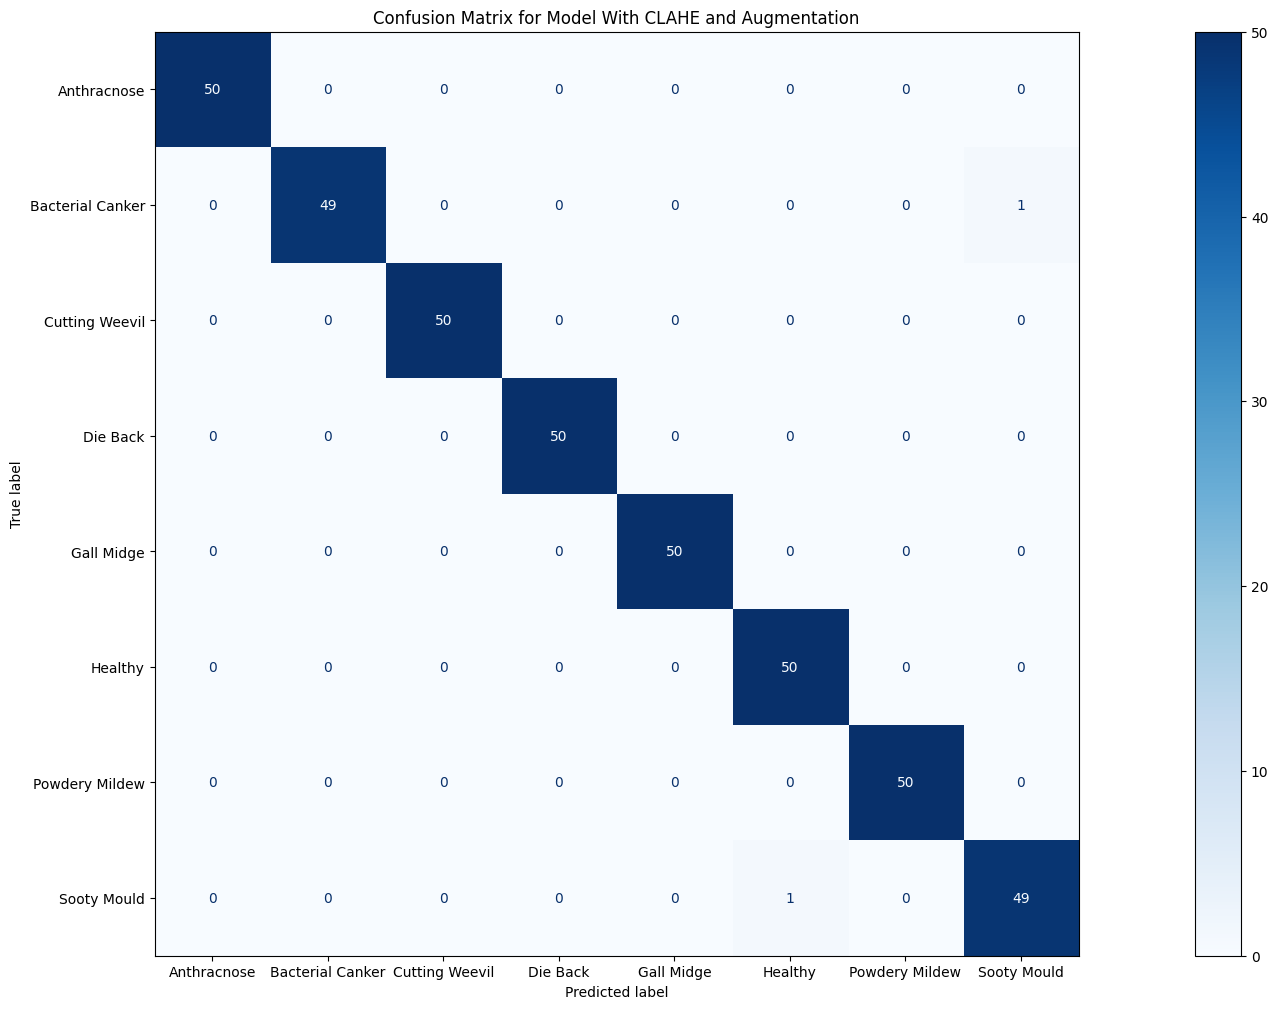 Confusion Matrix for Model With CLAHE and Augmentation
Anthracnose 50 0 0 0 0 0 0 0
Bacterial Canker 0 49 0 0 0 0 0 1
Cutting Weevil 0 0 50 0 0 0 0 0
Die Back 0 0 0 50 0 0 0 0
Gall Midge 0 0 0 0 50 0 0 0
Healthy 0 0 0 0 0 50 0 0
Powdery Mildew 0 0 0 0 0 0 50 0
Sooty Mould 0 0 0 0 0 1 0 49
True label
Anthracnose Bacterial Canker Cutting Weevil Die Back Gall Midge Healthy Powdery Mildew Sooty Mould
Predicted label
50
40
30
20
10
0